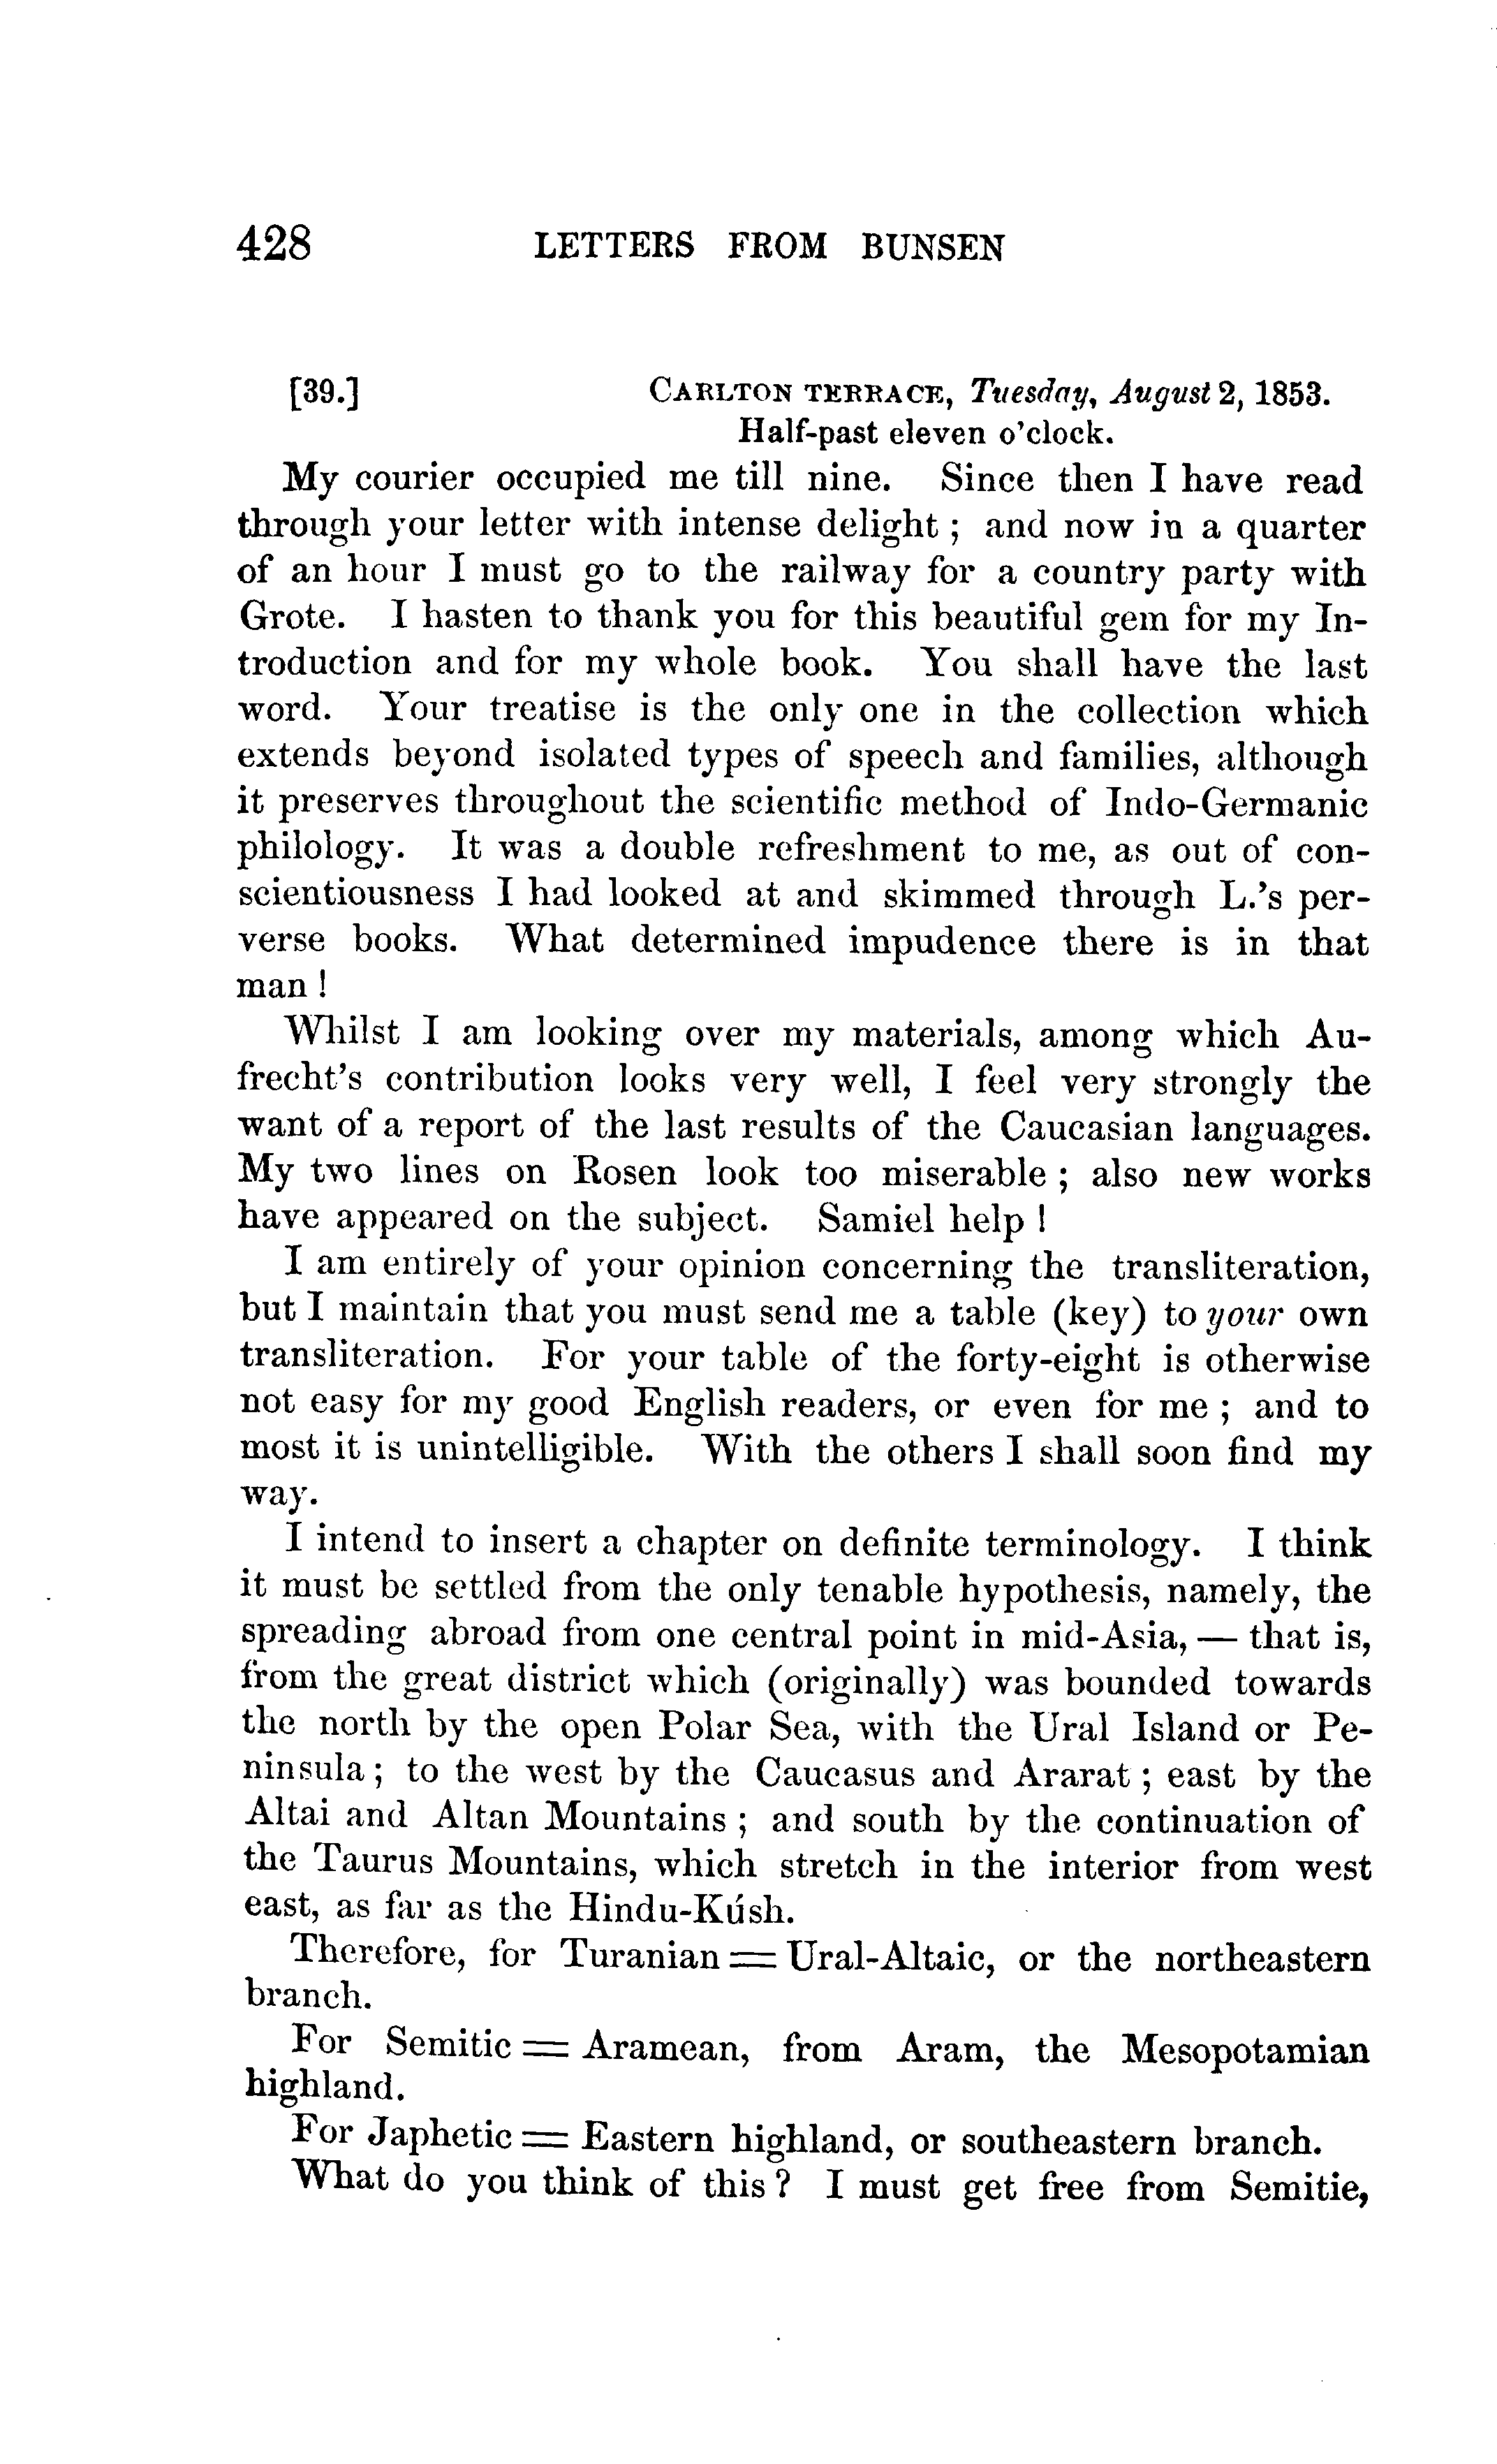 428 LETTERS FROM BUNSEN
[39.] CARLTON TERRACE, Tuesday, August 2, 1853.
Half-past eleven o'clock.
My courier occupied me till nine. Since then I have read
through your letter with intense delight; and now in a quarter
of an hour I must go to the railway for a country party with
Grote. I hasten to thank you for this beautiful gem for my In-
troduction and for my whole book. You shall have the last
word. Your treatise is the only one in the collection which
extends beyond isolated types of speech and families, although
it preserves throughout the scientific method of Indo-Germanic
philology. It was a double refreshment to me, as out of con-
scientiousness I had looked at and skimmed through L.'s per-
verse books. What determined impudence there is in that
man!
Whilst I am looking over my materials, among which Au-
frecht's contribution looks very well, I feel very strongly the
want of a report of the last results of the Caucasian languages.
My two lines on Rosen look too miserable; also new works
have appeared on the subject. Samiel help!
I am entirely of your opinion concerning the transliteration,
but I maintain that you must send me a table (key) to your own
transliteration. For your table of the forty-eight is otherwise
not easy for my good English readers, or even for me; and to
most it is unintelligible. With the others I shall soon find my
way.
I intend to insert a chapter on definite terminology. I think
it must be settled from the only tenable hypothesis, namely, the
spreading abroad from one central point in mid-Asia, — that is,
from the great district which (originally) was bounded towards
the north by the open Polar Sea, with the Ural Island or Pe-
ninsula; to the west by the Caucasus and Ararat; east by the
Altai and Altan Mountains; and south by the continuation of
the Taurus Mountains, which stretch in the interior from west
east, as far as the Hindu-Kúsh.
Therefore, for Turanian = Ural-Altaic, or the northeastern
branch.
For Semitic = Aramean, from Aram, the Mesopotamian
highland.
For Japhetic = Eastern highland, or southeastern branch.
What do you think of this? I must get free from Semitie,